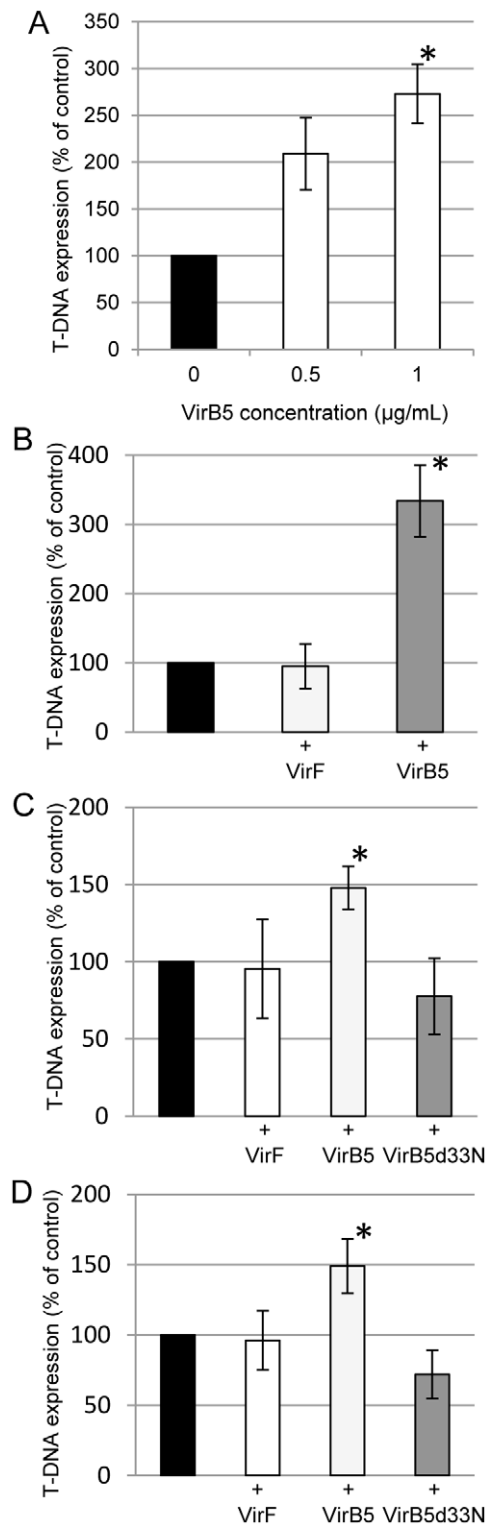 A
T-DNA expression (% of control)
350
300
250
200
150
100
50
0
*
0 0.5 1
VirB5 concentration (µg/mL)
B
T-DNA expression (% of control)
400
300
200
100
0
*
+ +
VirF VirB5
C
T-DNA expression (% of control)
200
150
100
50
0
*
+ + +
VirF VirB5 VirB5d33N
D
T-DNA expression (% of control)
200
150
100
50
0
*
+ + +
VirF VirB5 VirB5d33N